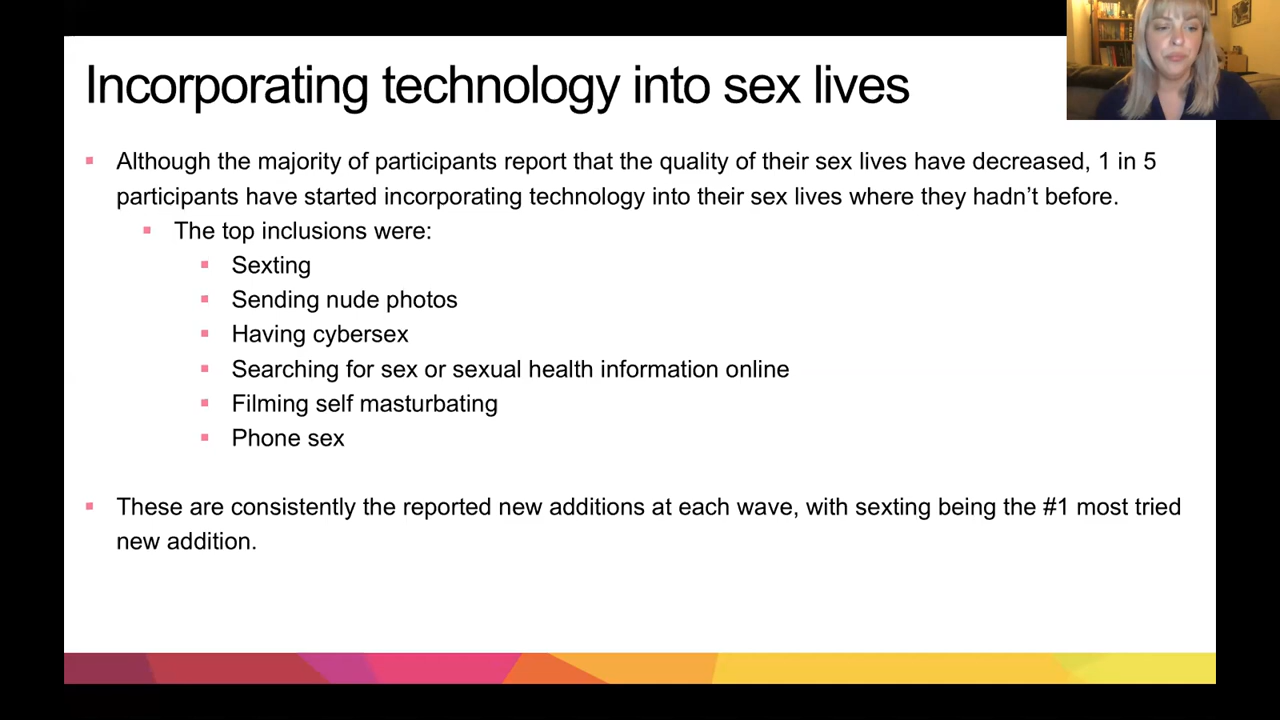 Incorporating technology into sex lives
Although the majority of participants report that the quality of their sex lives have decreased, 1 in 5
participants have started incorporating technology into their sex lives where they hadn’t before.
The top inclusions were:
Sexting
Sending nude photos
Having cybersex
Searching for sex or sexual health information online
Filming self masturbating
Phone sex
These are consistently the reported new additions at each wave, with sexting being the #1 most tried
new addition.